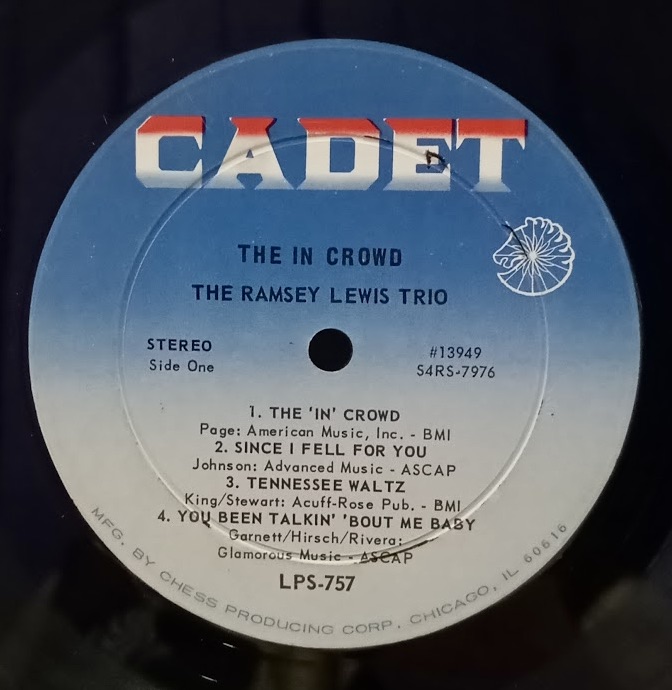 CADET
THE IN CROWD
THE RAMSEY LEWIS TRIO
STEREO
Side One
#13949
S4RS-7976
1. THE 'IN' CROWD
Page: American Music, Inc. - BMI
2. SINCE I FELL FOR YOU
Johnson: Advanced Music - ASCAP
3. TENNESSEE WALTZ
King/Stewart: Acuff-Rose Pub. - BMI
4. YOU BEEN TALKIN' 'BOUT ME BABY
Garnett/Hirsch/Rivera:
Glamorous Music - ASCAP
LPS-757
MFG. BY CHESS PRODUCING CORP. CHICAGO, IL 60616